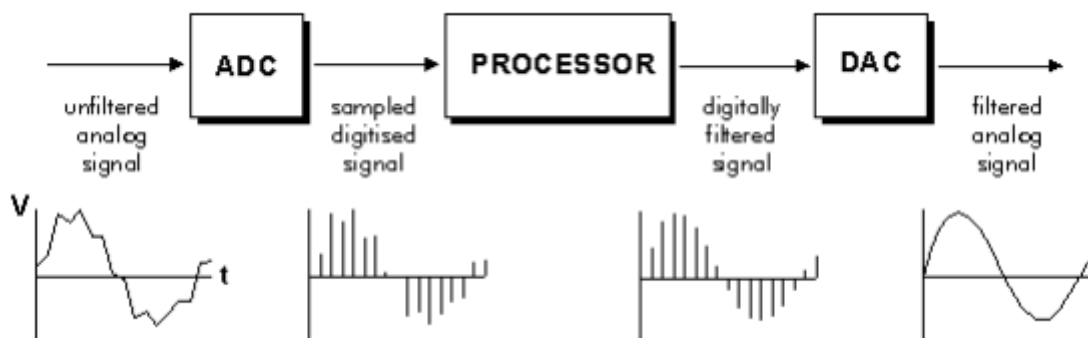 ADC
PROCESSOR
DAC
unfiltered
analog
signal
sampled
digitised
signal
digitally
filtered
signal
filtered
analog
signal
V
t